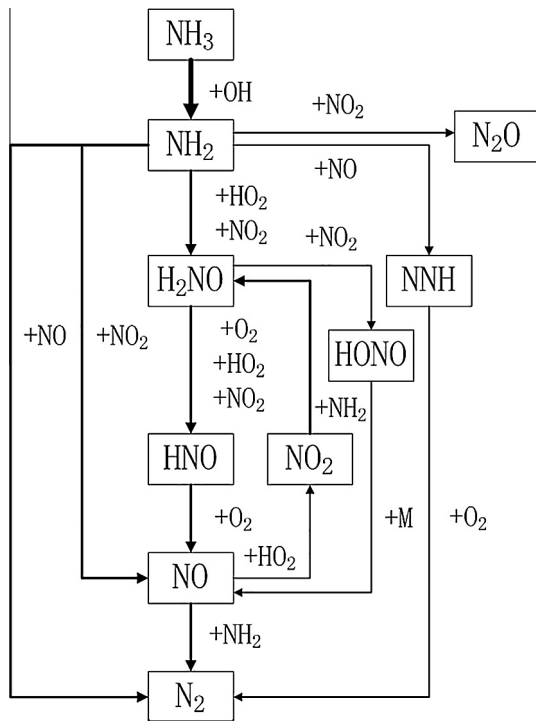 NH₃
+OH
+NO₂
NH₂
N₂O
+NO
+HO₂
+NO₂
+NO₂
H₂NO
NNH
+O₂
+NO
+NO₂
HONO
+HO₂
+NO₂
+NH₂
HNO
NO₂
+O₂
+M
+O₂
+HO₂
NO
+NH₂
N₂